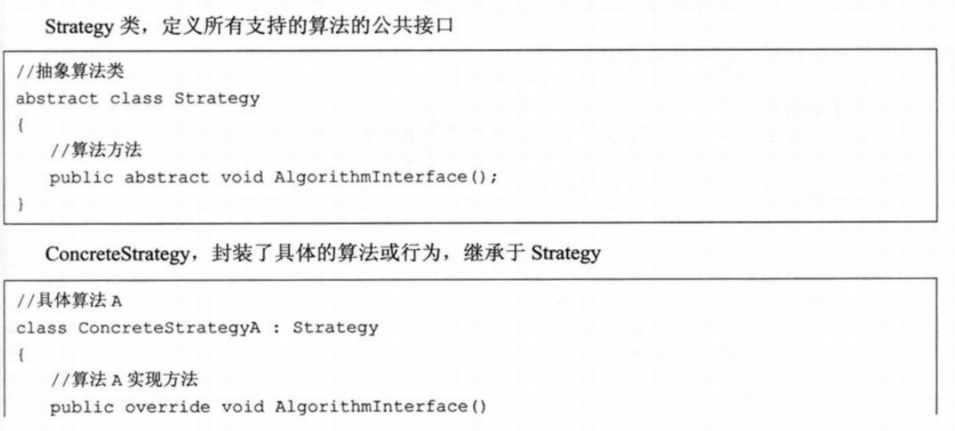 Strategy 类，定义所有支持的算法的公共接口
//抽象算法类
abstract class Strategy
{
//算法方法
public abstract void AlgorithmInterface();
}
ConcreteStrategy，封装了具体的算法或行为，继承于 Strategy
//具体算法 A
class ConcreteStrategyA : Strategy
{
//算法 A 实现方法
public override void AlgorithmInterface()